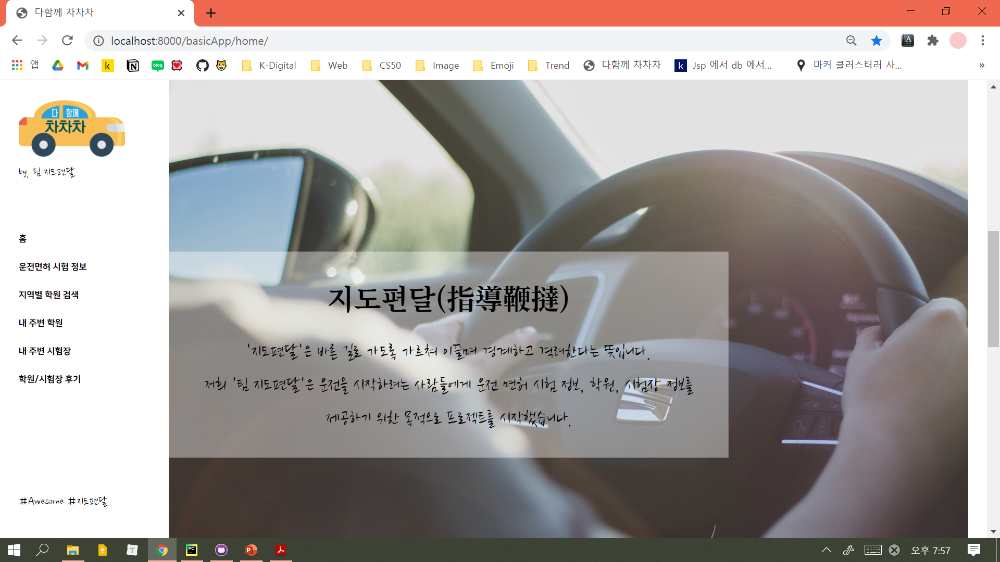 다함께 차차차
localhost:8000/basicApp/home/
앱
k
N
blog
K-Digital
Web
CS50
Image
Emoji
Trend
다함께 차차차
k
Jsp 에서 db 에서...
마커 클러스터러 사...
»
다 함께
차차차
by. 팀 지도편달
홈
운전면허 시험 정보
지역별 학원 검색
내 주변 학원
내 주변 시험장
학원/시험장 후기
#Awesome #지도편달
지도편달(指導鞭撻)
'지도편달'은 바른 길로 가도록 가르쳐 이끌며 경계하고 격려한다는 뜻입니다.
저희 '팀 지도편달'은 운전을 시작하려는 사람들에게 운전 면허 시험 정보, 학원, 시험장 정보를
제공하기 위한 목적으로 프로젝트를 시작했습니다.
T
PC
P
오후 7:57